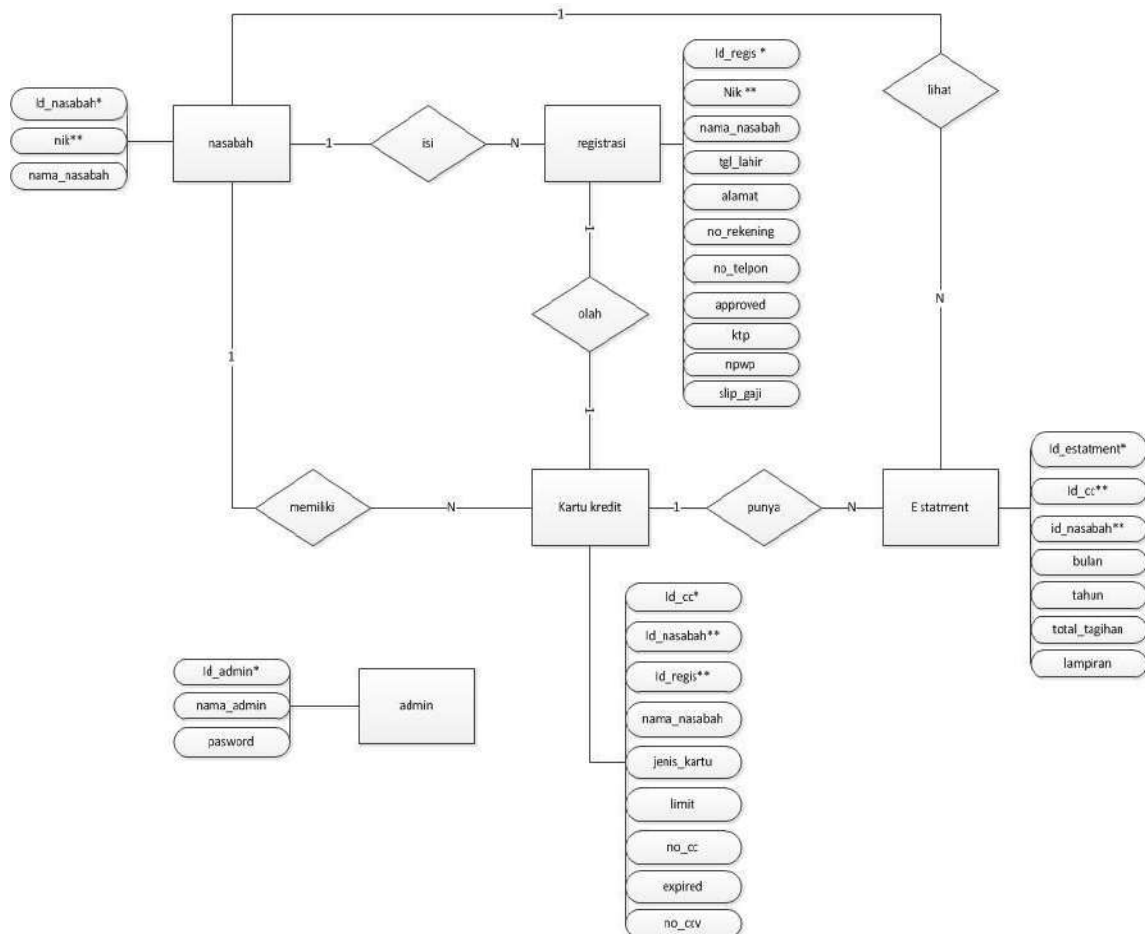 1
Id_regis *
lihat
Id_nasabah*
Nik **
nik**
nasabah
1
isi
N
registrasi
nama_nasabah
nama_nasabah
tgl_lahir
alamat
1
no_rekening
no_telpon
N
olah
approved
ktp
1
npwp
slip_gaji
1
Id_estatment*
Id_cc**
memiliki
N
Kartu kredit
1
punya
N
E statment
id_nasabah**
bulan
tahun
total_tagihan
lampiran
Id_cc*
Id_nasabah**
Id_regis**
nama_nasabah
jenis_kartu
limit
no_cc
expired
no_ccv
Id_admin*
nama_admin
admin
pasword